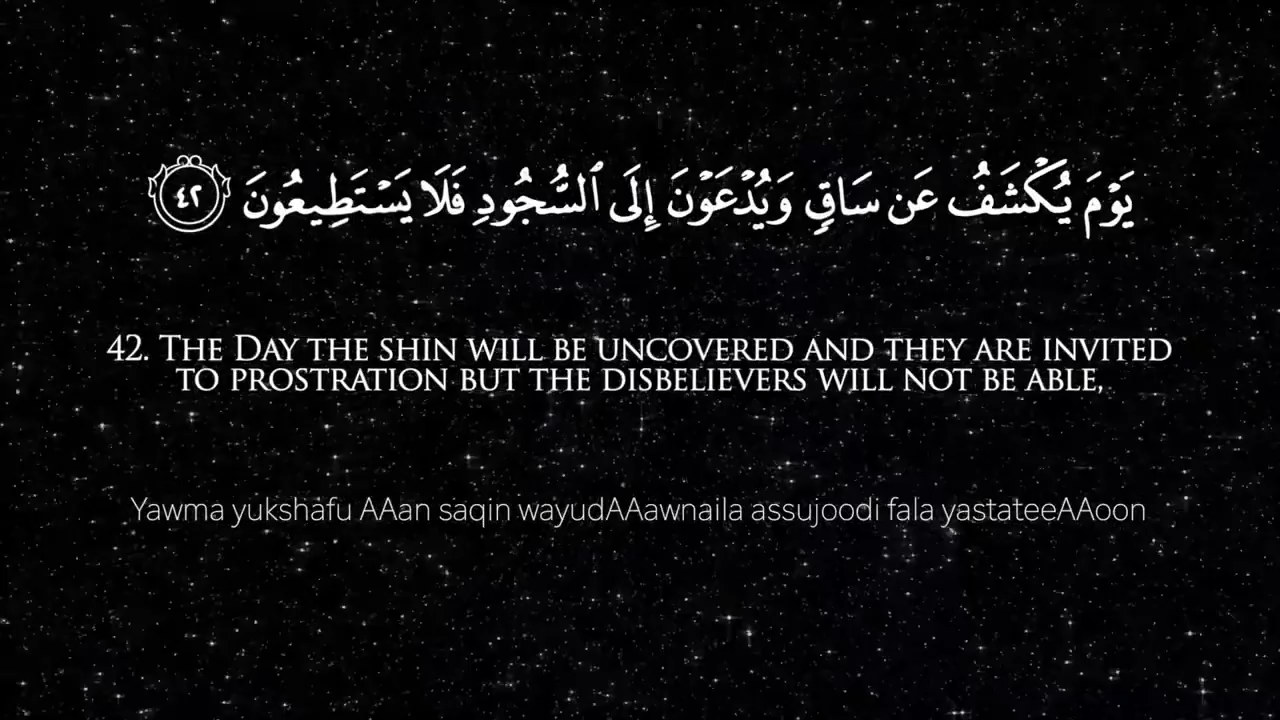 يَوْمَ يُكْشَفُ عَن سَاقٍ وَيُدْعَوْنَ إِلَى ٱلسُّجُودِ فَلَا يَسْتَطِيعُونَ ٤٢
42. The Day the shin will be uncovered and they are invited
to prostration but the disbelievers will not be able,
Yawma yukshafu AAan saqin wayudAAawnaila assujoodi fala yastateeAAoon